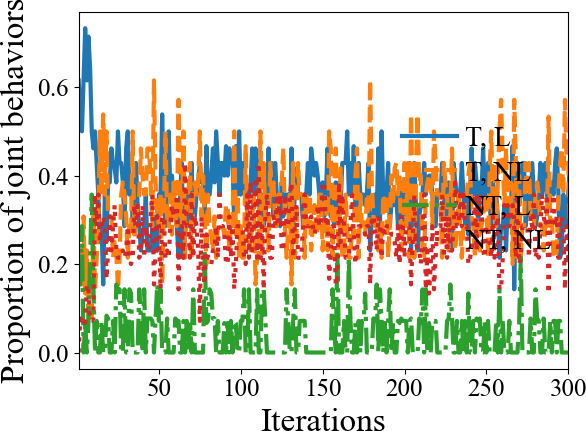 Proportion of joint behaviors
0.6
0.4
0.2
0.0
T, L
T, NL
NT, L
NT, NL
50
100
150
200
250
300
Iterations